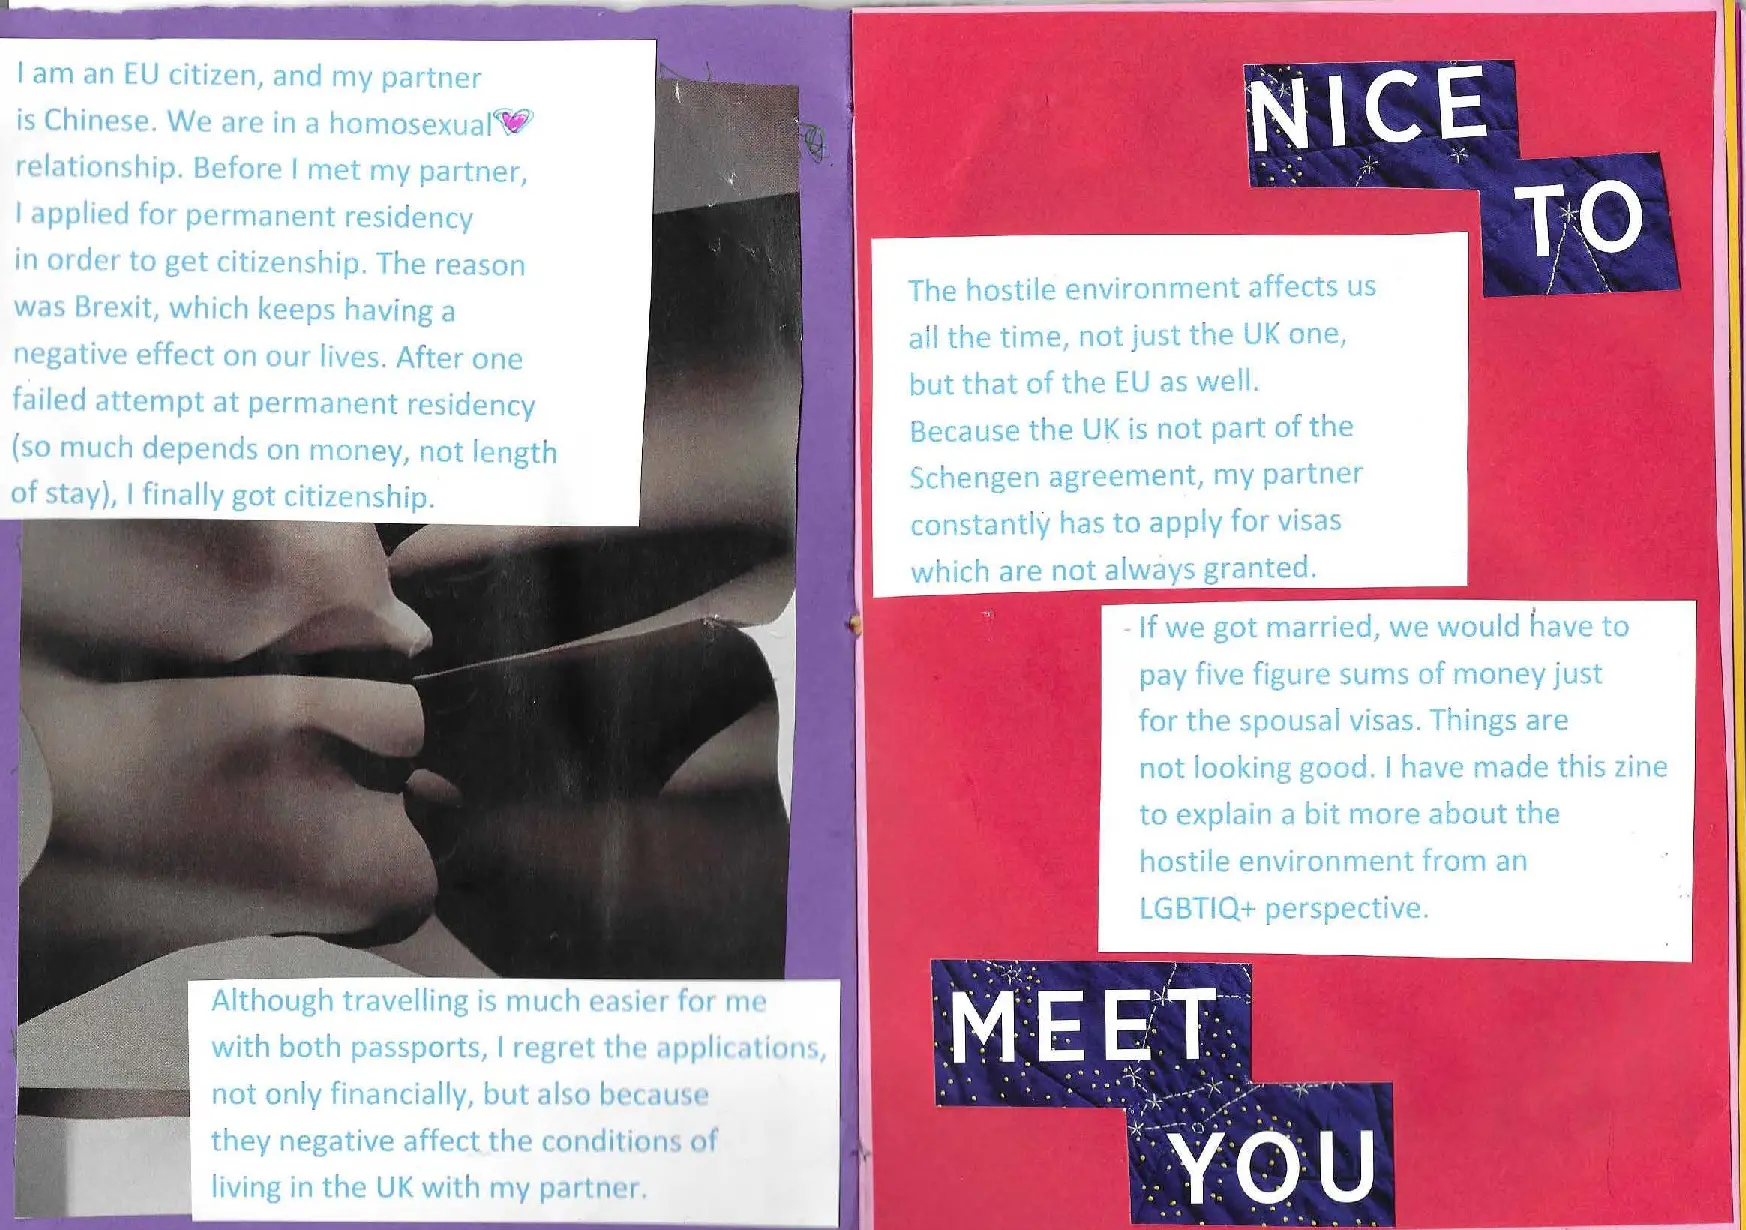 I am an EU citizen, and my partner
is Chinese. We are in a homosexual
relationship. Before I met my partner,
I applied for permanent residency
in order to get citizenship. The reason
was Brexit, which keeps having a
negative effect on our lives. After one
failed attempt at permanent residency
(so much depends on money, not length
of stay), I finally got citizenship.
Although travelling is much easier for me
with both passports, I regret the applications,
not only financially, but also because
they negative affect the conditions of
living in the UK with my partner.
NICE
TO
The hostile environment affects us
all the time, not just the UK one,
but that of the EU as well.
Because the UK is not part of the
Schengen agreement, my partner
constantly has to apply for visas
which are not always granted.
- If we got married, we would have to
pay five figure sums of money just
for the spousal visas. Things are
not looking good. I have made this zine
to explain a bit more about the
hostile environment from an
LGBTIQ+ perspective.
MEET
YOU